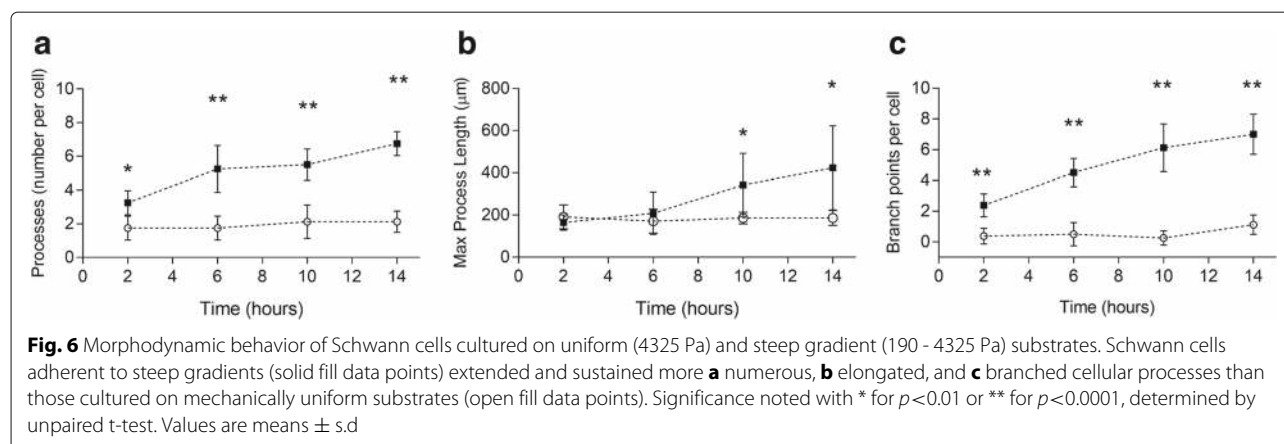 a
b
c
Processes (number per cell)
10
8
6
4
2
0
*
**
**
**
0 2 4 6 8 10 12 14
Time (hours)
Max Process Length (μm)
800
600
400
200
0
*
*
0 2 4 6 8 10 12 14
Time (hours)
Branch points per cell
10
8
6
4
2
0
**
**
**
**
0 2 4 6 8 10 12 14
Time (hours)
Fig. 6 Morphodynamic behavior of Schwann cells cultured on uniform (4325 Pa) and steep gradient (190 - 4325 Pa) substrates. Schwann cells
adherent to steep gradients (solid fill data points) extended and sustained more a numerous, b elongated, and c branched cellular processes than
those cultured on mechanically uniform substrates (open fill data points). Significance noted with * for p<0.01 or ** for p<0.0001, determined by
unpaired t-test. Values are means ± s.d